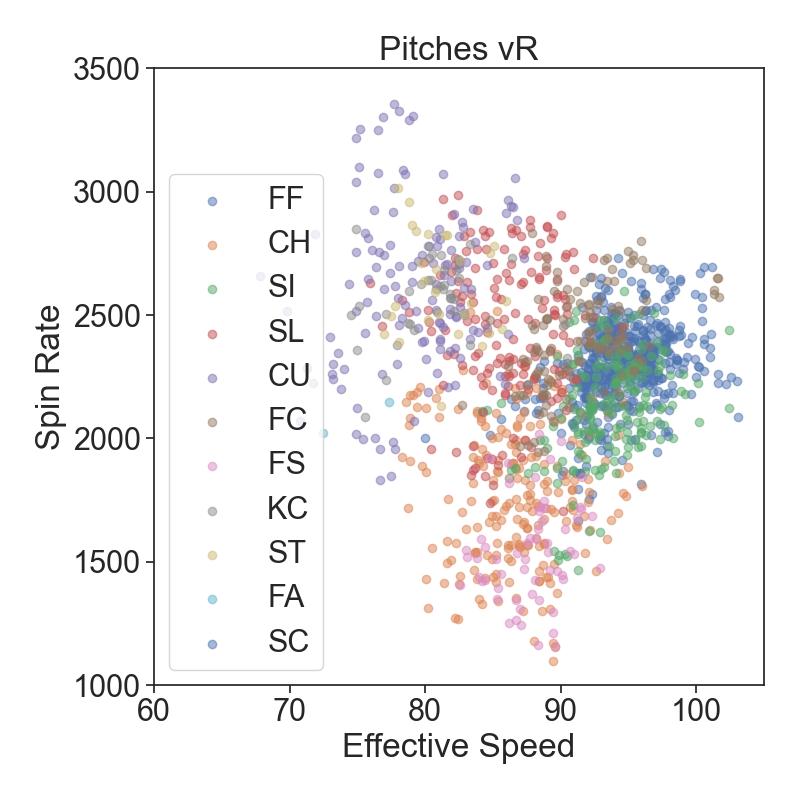 Pitches vR
3500
3000
2500
2000
1500
1000
Spin Rate
FF
CH
SI
SL
CU
FC
FS
KC
ST
FA
SC
60 70 80 90 100
Effective Speed